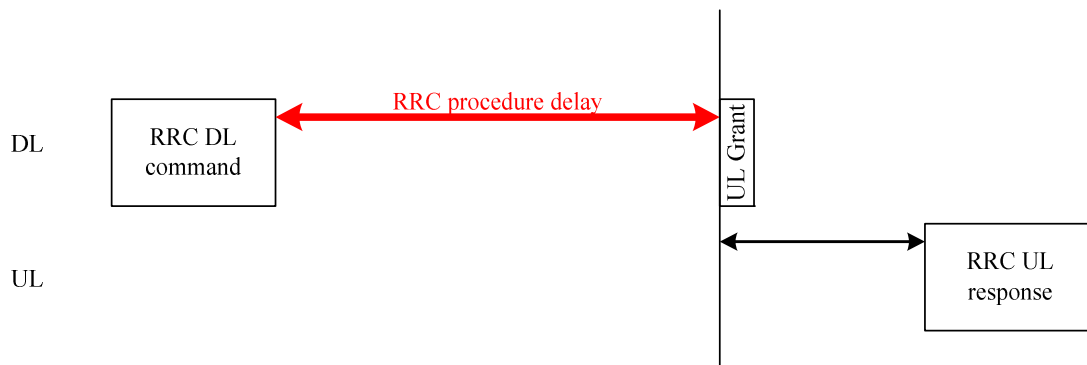 RRC procedure delay
DL
RRC DL
command
UL Grant
UL
RRC UL
response